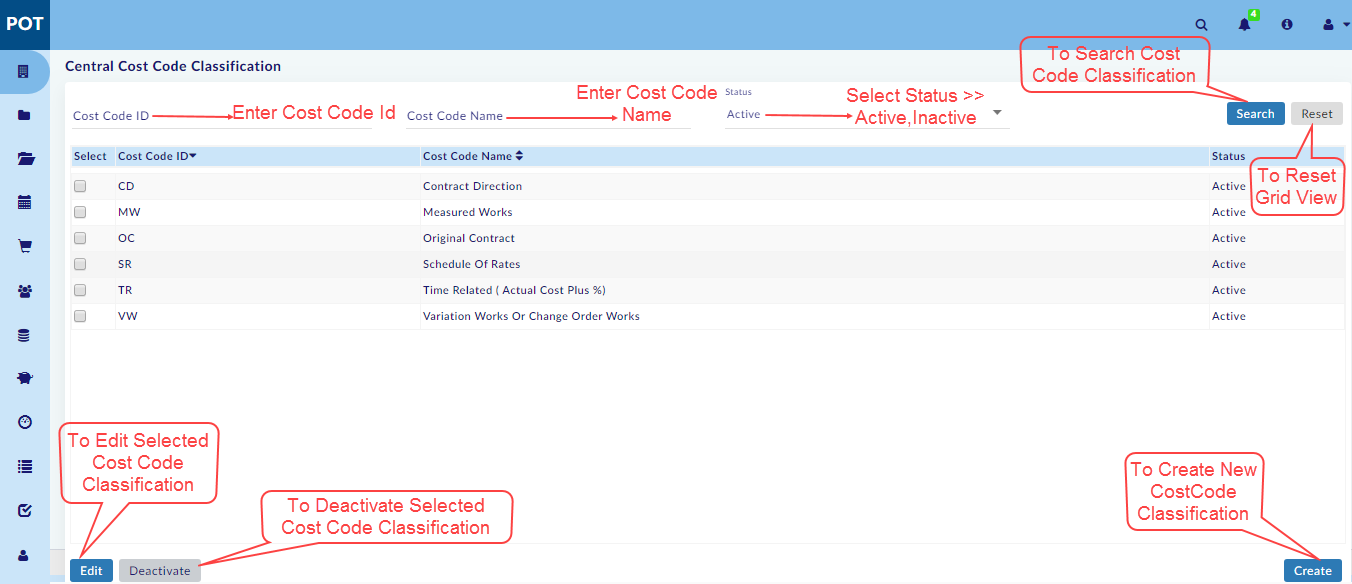 POT
4
Central Cost Code Classification
To Search Cost
Code Classification
Cost Code ID
Enter Cost Code Id
Cost Code Name
Enter Cost Code
Name
Status
Active
Select Status >>
Active,Inactive
Search
Reset
Select
Cost Code ID
Cost Code Name
Status
To Reset
Grid View
CD
Contract Direction
Active
MW
Measured Works
Active
OC
Original Contract
Active
SR
Schedule Of Rates
Active
TR
Time Related ( Actual Cost Plus %)
Active
VW
Variation Works Or Change Order Works
Active
To Edit Selected
Cost Code
Classification
To Deactivate Selected
Cost Code Classification
To Create New
CostCode
Classification
Edit
Deactivate
Create